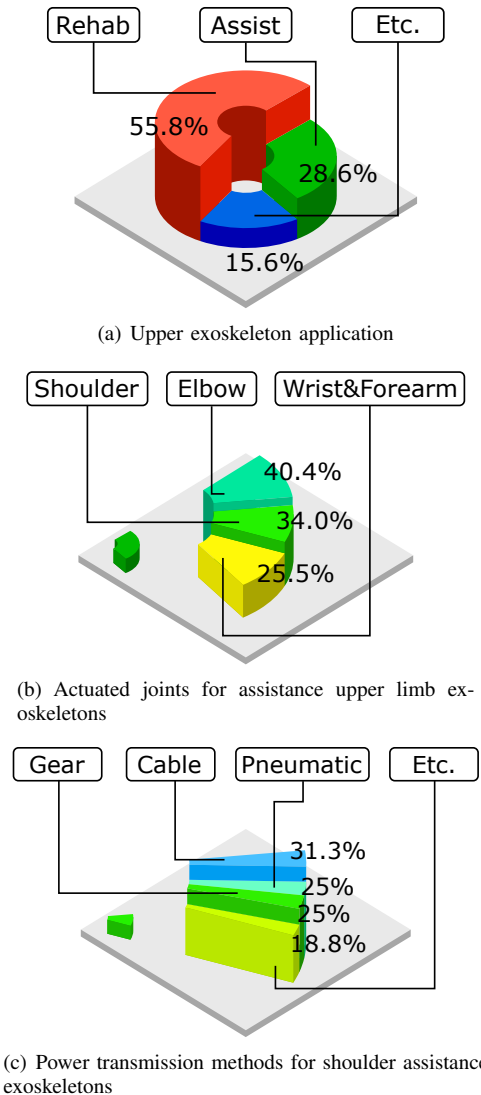 Rehab Assist Etc.
55.8%
28.6%
15.6%
(a) Upper exoskeleton application
Shoulder Elbow Wrist&Forearm
40.4%
34.0%
25.5%
(b) Actuated joints for assistance upper limb ex-
oskeletons
Gear Cable Pneumatic Etc.
31.3%
25%
25%
18.8%
(c) Power transmission methods for shoulder assistance
exoskeletons